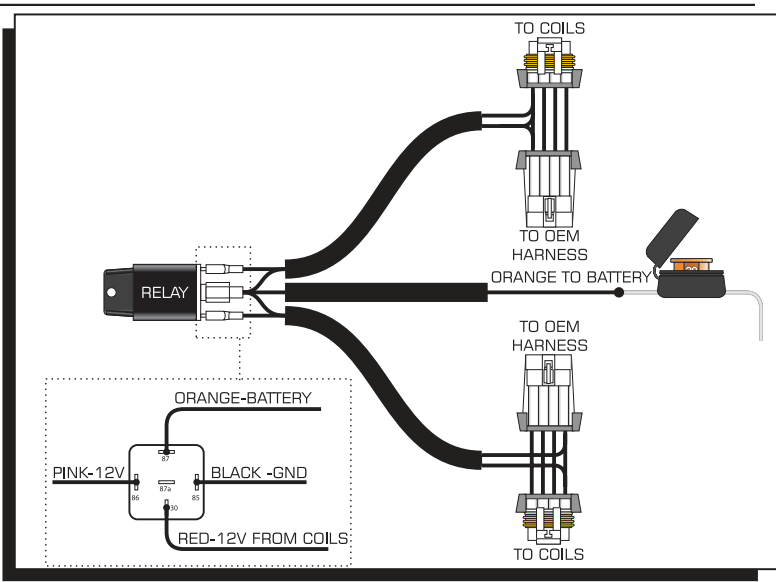 TO COILS
TO OEM
HARNESS
ORANGE TO BATTERY
RELAY
TO OEM
HARNESS
ORANGE-BATTERY
87
PINK-12V
BLACK -GND
86
87a
85
30
RED-12V FROM COILS
TO COILS